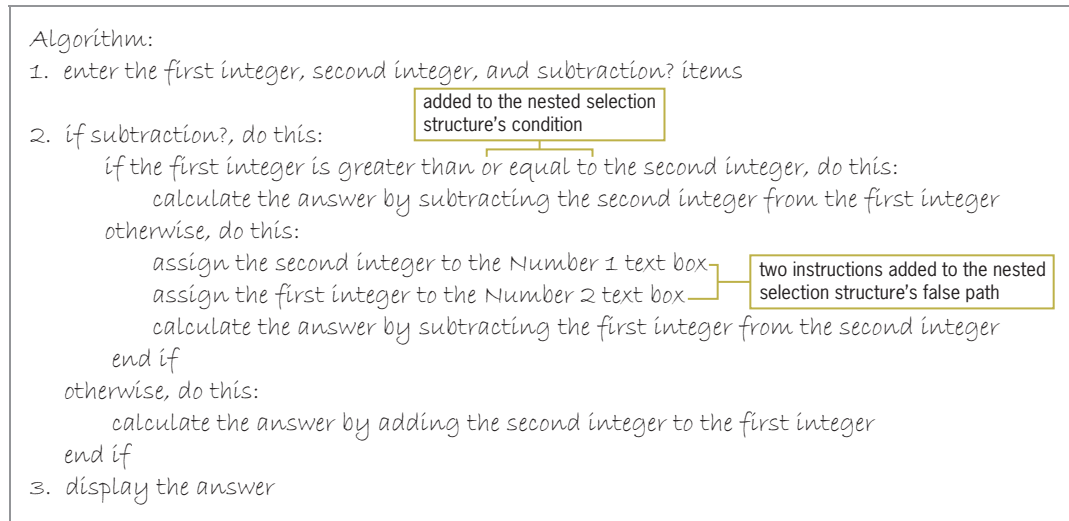 Algorithm:
1. enter the first integer, second integer, and subtraction? items
added to the nested selection
structure's condition
2. if subtraction?, do this:
if the first integer is greater than or equal to the second integer, do this:
calculate the answer by subtracting the second integer from the first integer
otherwise, do this:
assign the second integer to the Number 1 text box
assign the first integer to the Number 2 text box
two instructions added to the nested
selection structure's false path
calculate the answer by subtracting the first integer from the second integer
end if
otherwise, do this:
calculate the answer by adding the second integer to the first integer
end if
3. display the answer